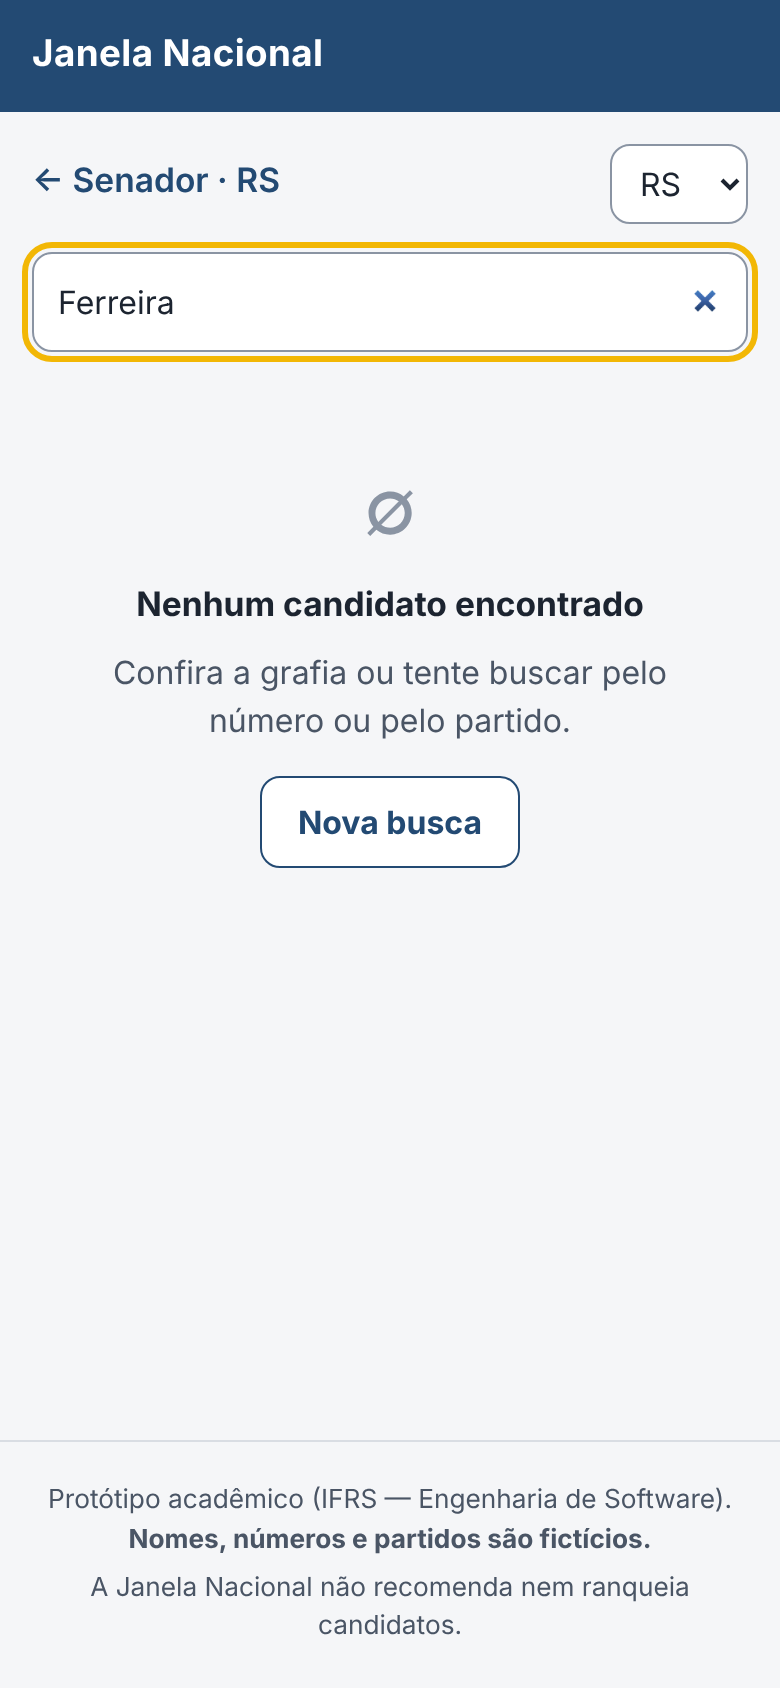 Janela Nacional
← Senador · RS
RS
Ferreira
Nenhum candidato encontrado
Confira a grafia ou tente buscar pelo
número ou pelo partido.
Nova busca
Protótipo acadêmico (IFRS — Engenharia de Software).
Nomes, números e partidos são fictícios.
A Janela Nacional não recomenda nem ranqueia
candidatos.